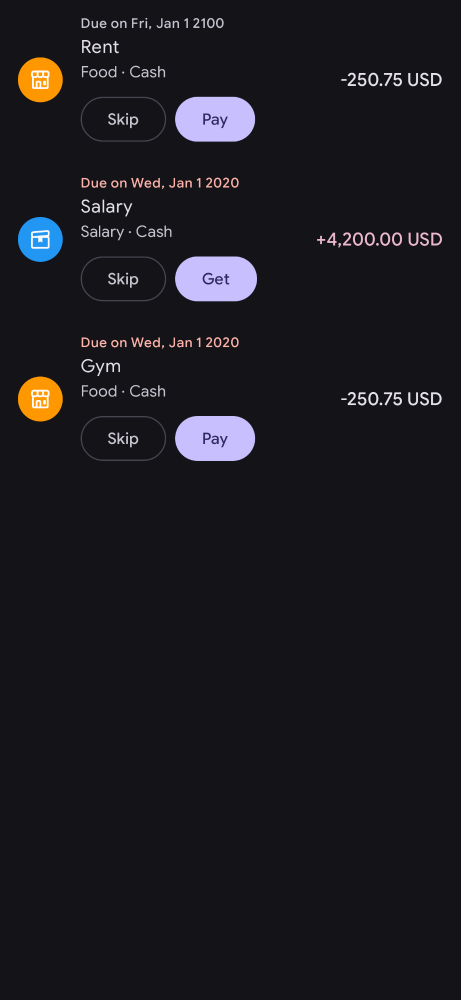 Due on Fri, Jan 1 2100
Rent
Food · Cash
-250.75 USD
Skip
Pay
Due on Wed, Jan 1 2020
Salary
Salary · Cash
+4,200.00 USD
Skip
Get
Due on Wed, Jan 1 2020
Gym
Food · Cash
-250.75 USD
Skip
Pay